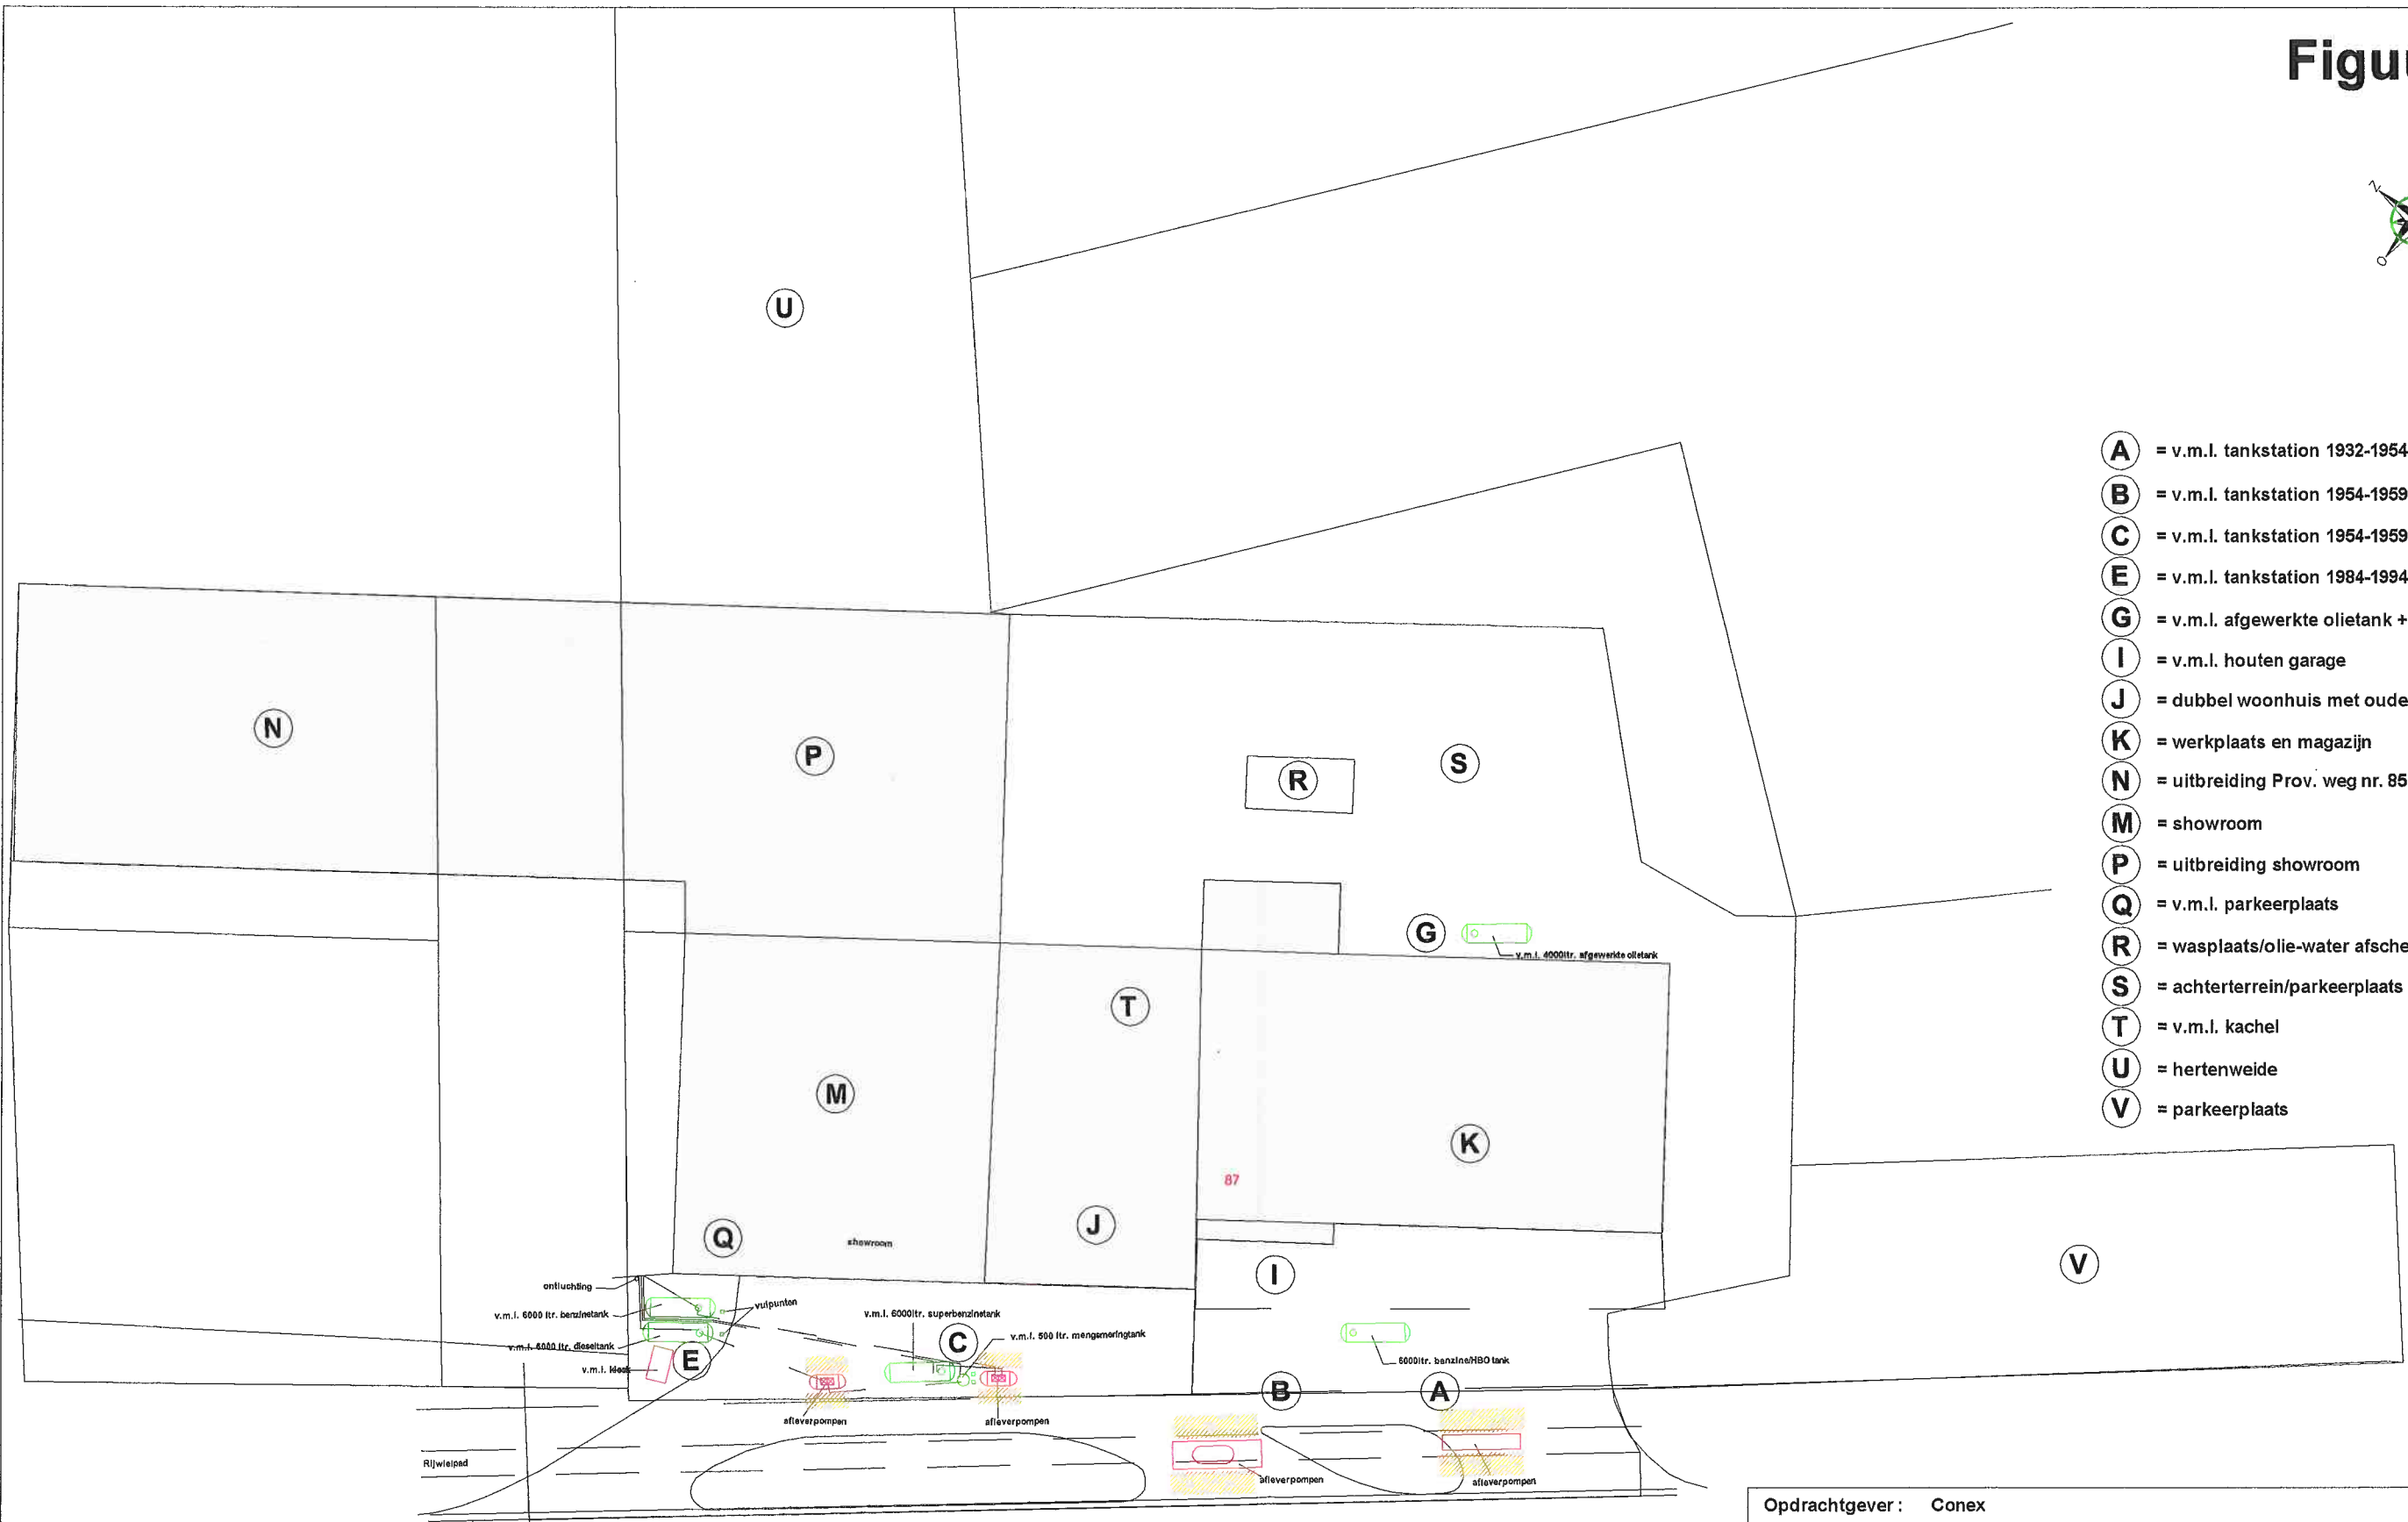 Figuu
N
O
U
A = v.m.l. tankstation 1932-1954
B = v.m.l. tankstation 1954-1959
C = v.m.l. tankstation 1954-1959
E = v.m.l. tankstation 1984-1994
G = v.m.l. afgewerkte olietank +
I = v.m.l. houten garage
J = dubbel woonhuis met oude
K = werkplaats en magazijn
N = uitbreiding Prov. weg nr. 85
M = showroom
P = uitbreiding showroom
Q = v.m.l. parkeerplaats
R = wasplaats/olie-water afsche
S = achterterrein/parkeerplaats
T = v.m.l. kachel
U = hertenweide
V = parkeerplaats
N
P
R
S
G
v.m.l. 4000ltr. afgewerkte olietank
T
M
K
87
Q
showroom
J
I
V
ontluchting
v.m.l. 6000 ltr. benzinetank
vulpunten
v.m.l. 6000ltr. superbenzinetank
C
v.m.l. 500 ltr. mengsmeringtank
v.m.l. 6000 ltr. dieseltank
E
v.m.l. kiosk
6000ltr. benzine/HBO tank
B
A
afleverpompen
afleverpompen
Rijwielpad
afleverpompen
afleverpompen
Opdrachtgever : Conex